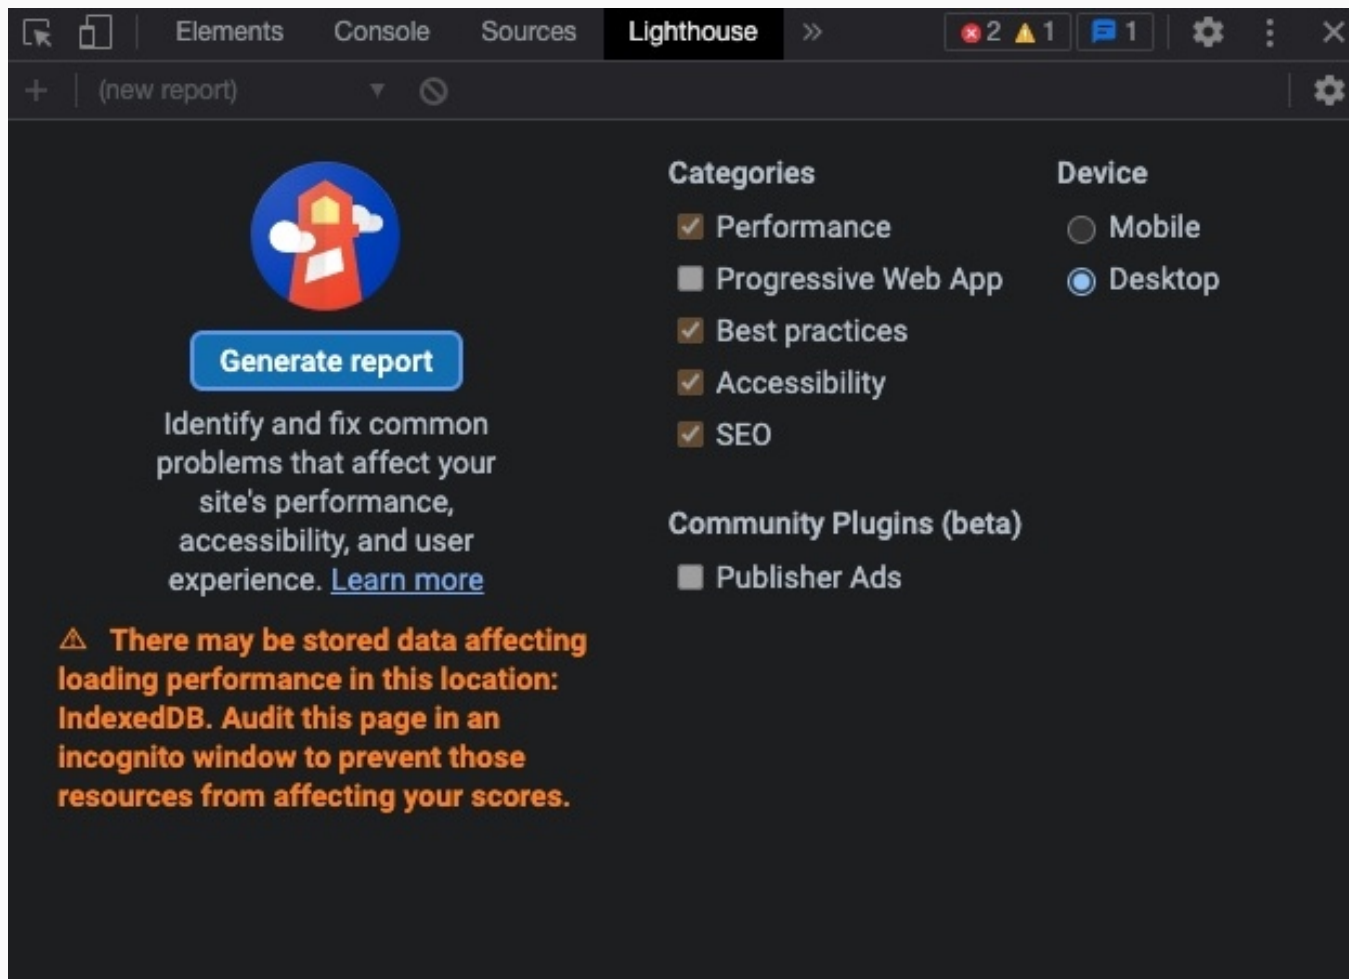 Elements Console Sources Lighthouse 2 1 1
(new report)
Generate report
Identify and fix common
problems that affect your
site's performance,
accessibility, and user
experience. Learn more
There may be stored data affecting
loading performance in this location:
IndexedDB. Audit this page in an
incognito window to prevent those
resources from affecting your scores.
Categories
Performance
Progressive Web App
Best practices
Accessibility
SEO
Community Plugins (beta)
Publisher Ads
Device
Mobile
Desktop